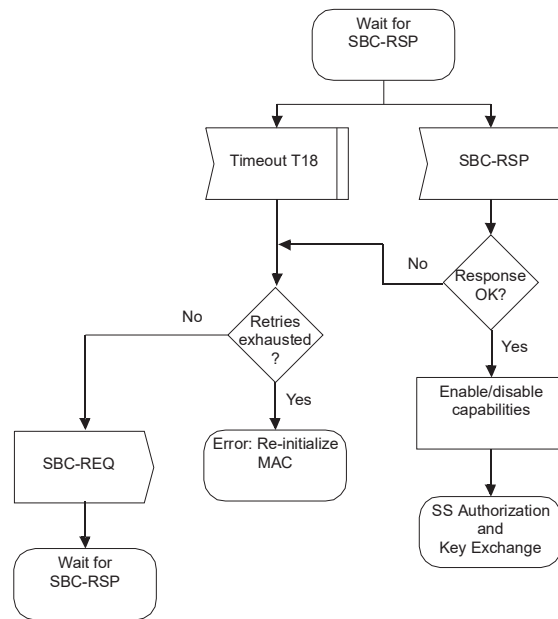 Wait for
SBC-RSP
Timeout T18
SBC-RSP
No
Response
OK?
No
Retries
exhausted
?
Yes
Yes
Enable/disable
capabilities
SBC-REQ
Error: Re-initialize
MAC
SS Authorization
and
Key Exchange
Wait for
SBC-RSP